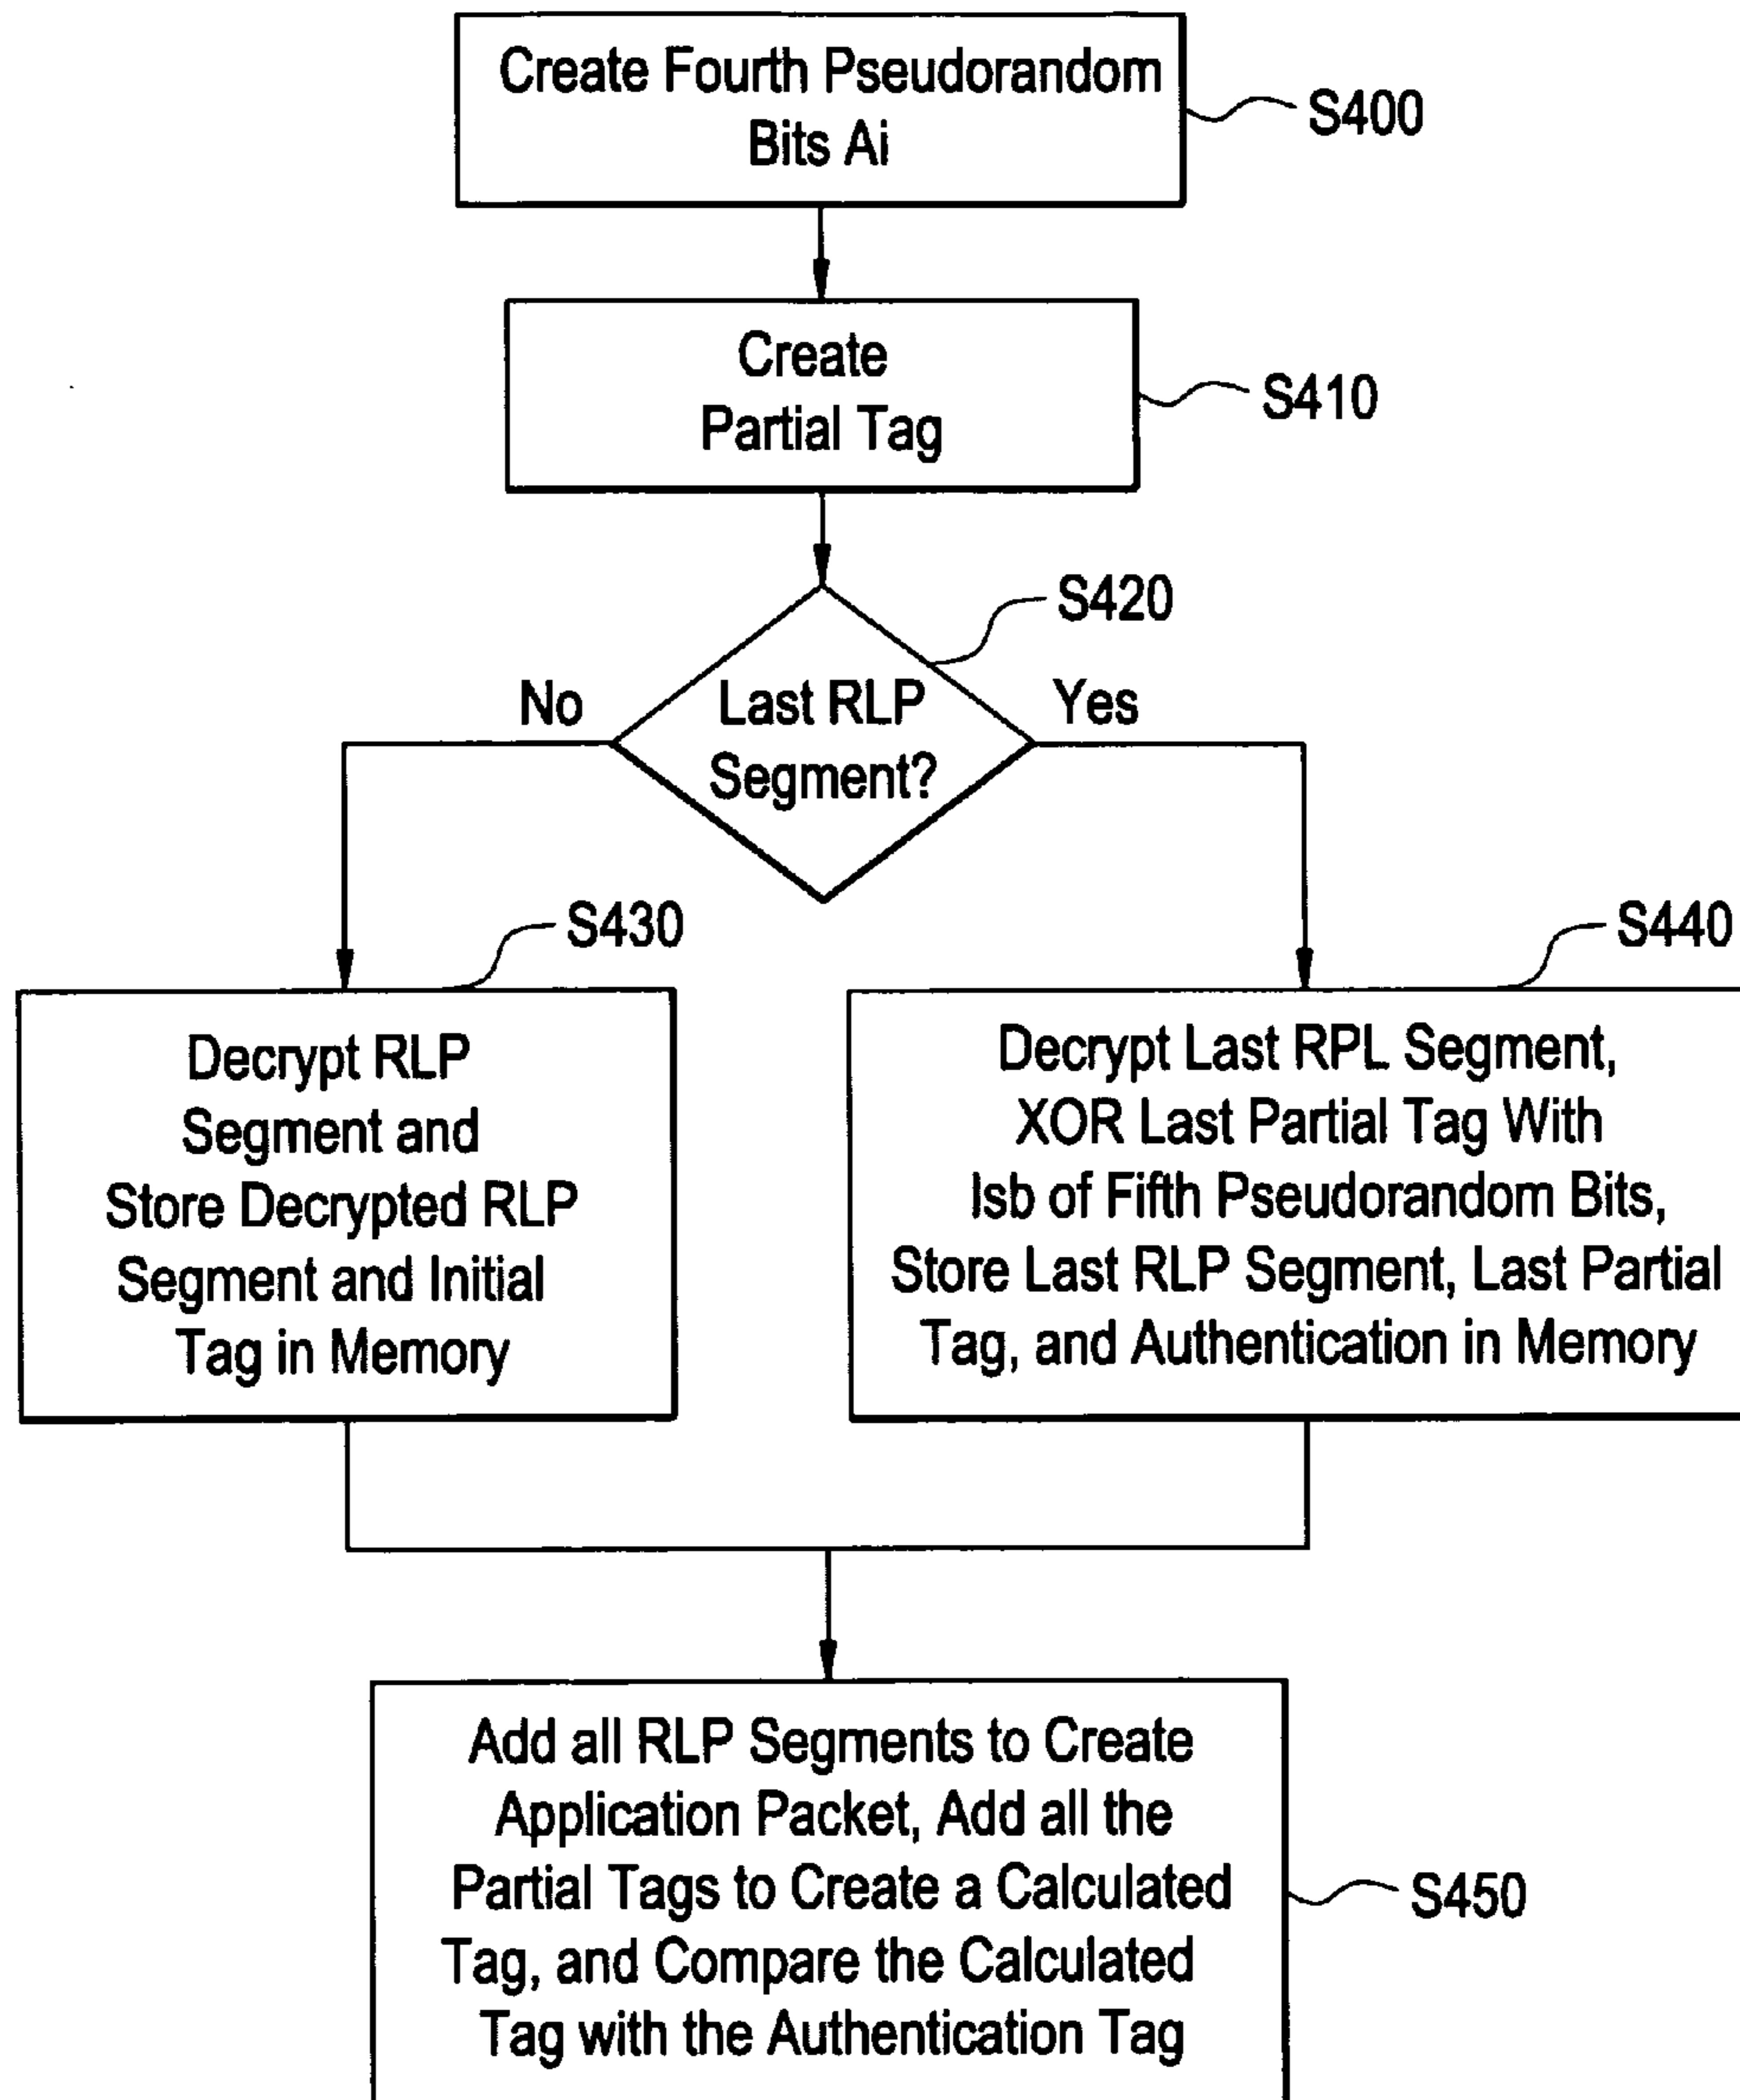 Create Fourth Pseudorandom
Bits Ai
S400
Create
Partial Tag
S410
S420
No
Last RLP
Segment?
Yes
S430
S440
Decrypt RLP
Segment and
Store Decrypted RLP
Segment and Initial
Tag in Memory
Decrypt Last RPL Segment,
XOR Last Partial Tag With
lsb of Fifth Pseudorandom Bits,
Store Last RLP Segment, Last Partial
Tag, and Authentication in Memory
Add all RLP Segments to Create
Application Packet, Add all the
Partial Tags to Create a Calculated
Tag, and Compare the Calculated
Tag with the Authentication Tag
S450